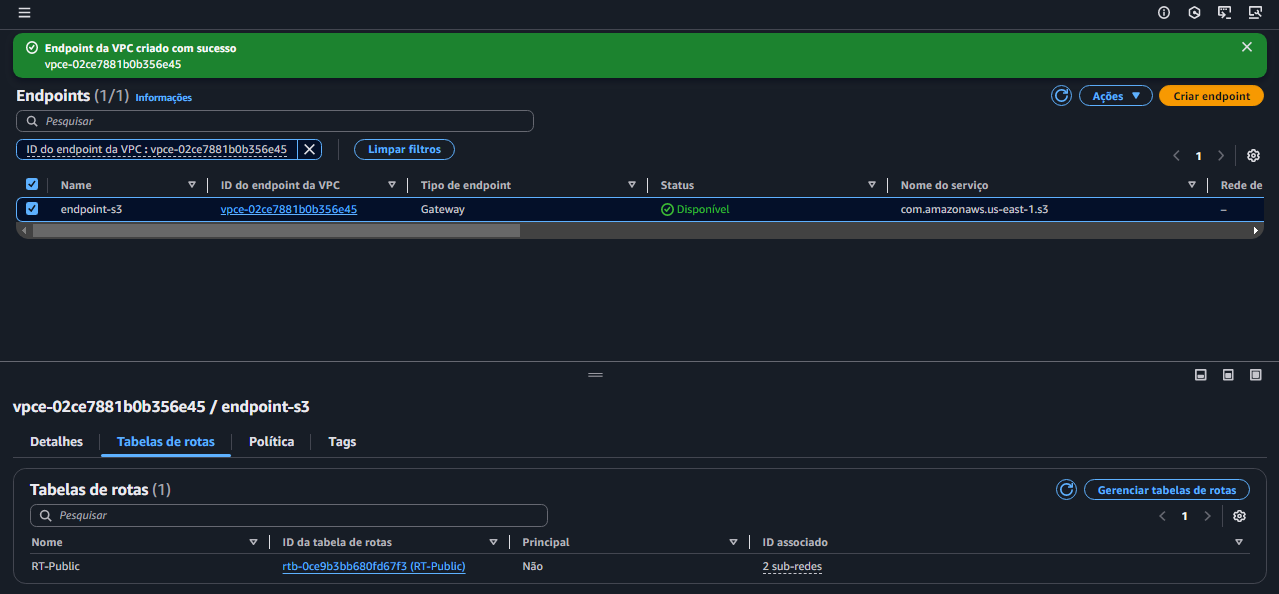 Endpoint da VPC criado com sucesso
vpce-02ce7881b0b356e45
Endpoints (1/1) Informações
Ações
Criar endpoint
Pesquisar
ID do endpoint da VPC : vpce-02ce7881b0b356e45
Limpar filtros
1
Name ID do endpoint da VPC Tipo de endpoint Status Nome do serviço Rede de
endpoint-s3 vpce-02ce7881b0b356e45 Gateway Disponível com.amazonaws.us-east-1.s3 –
vpce-02ce7881b0b356e45 / endpoint-s3
Detalhes Tabelas de rotas Política Tags
Tabelas de rotas (1)
Gerenciar tabelas de rotas
Pesquisar
1
Nome ID da tabela de rotas Principal ID associado
RT-Public rtb-0ce9b3bb680fd67f3 (RT-Public) Não 2 sub-redes